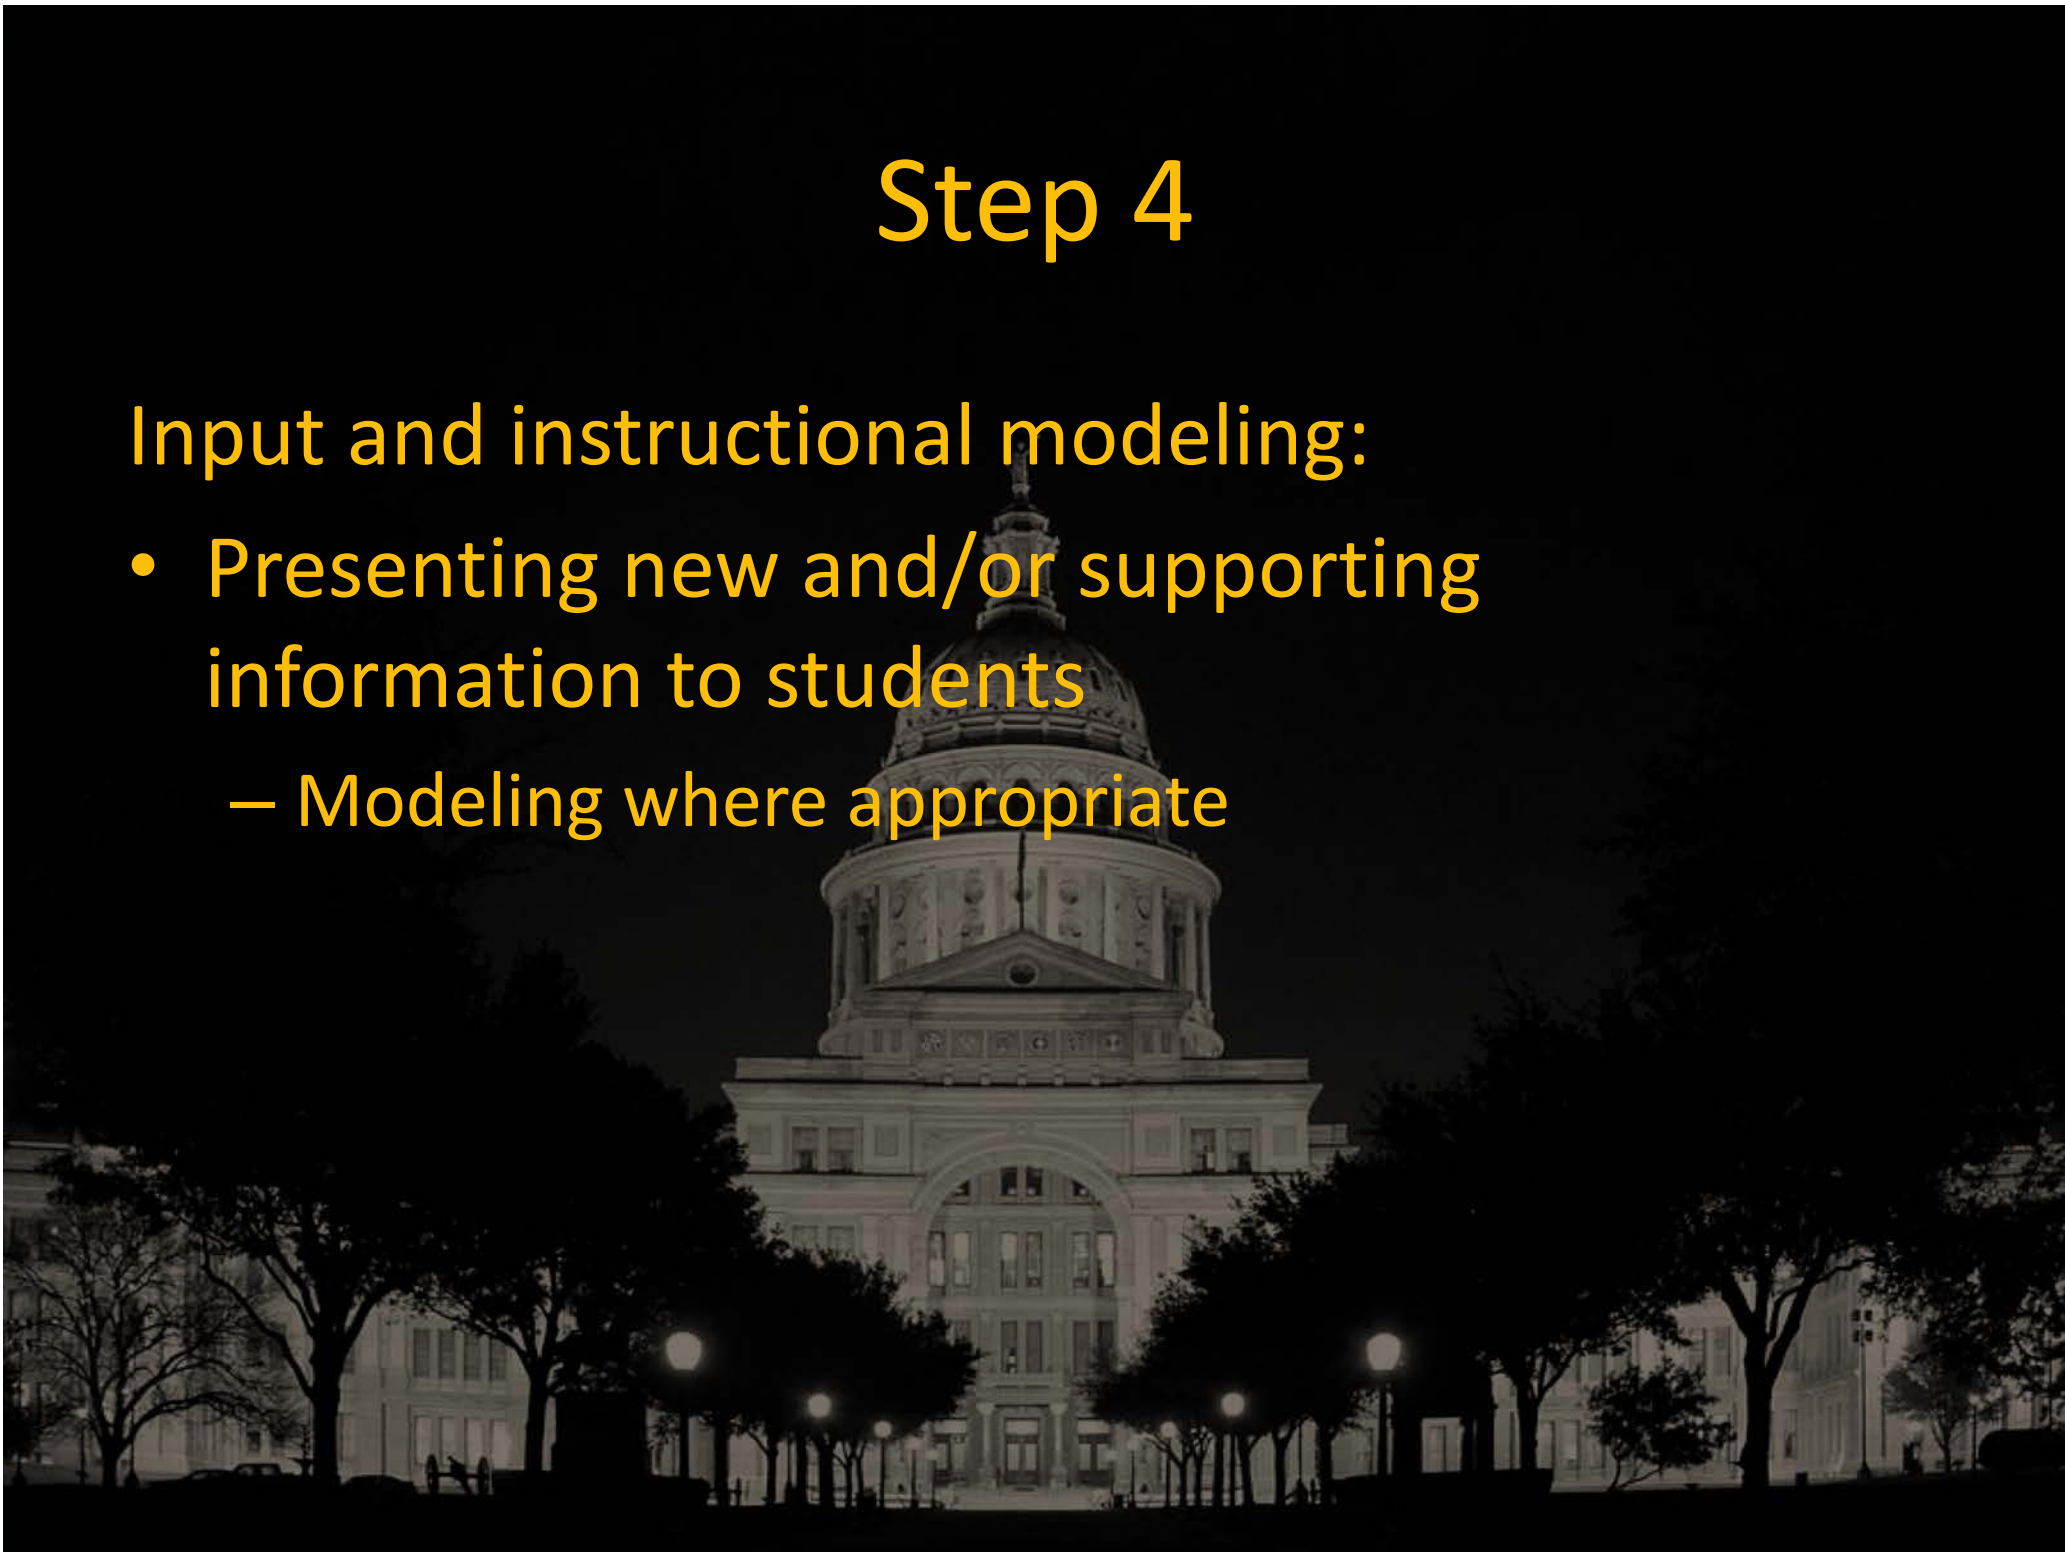 Step 4
Input and instructional modeling:
• Presenting new and/or supporting
information to students
– Modeling where appropriate